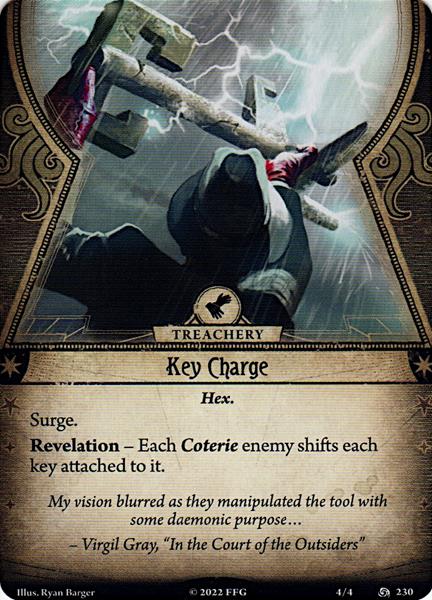 TREACHERY
Key Charge
Hex.
Surge.
Revelation – Each Coterie enemy shifts each
key attached to it.
My vision blurred as they manipulated the tool with
some daemonic purpose…
– Virgil Gray, “In the Court of the Outsiders”
Illus. Ryan Barger © 2022 FFG 4/4 230